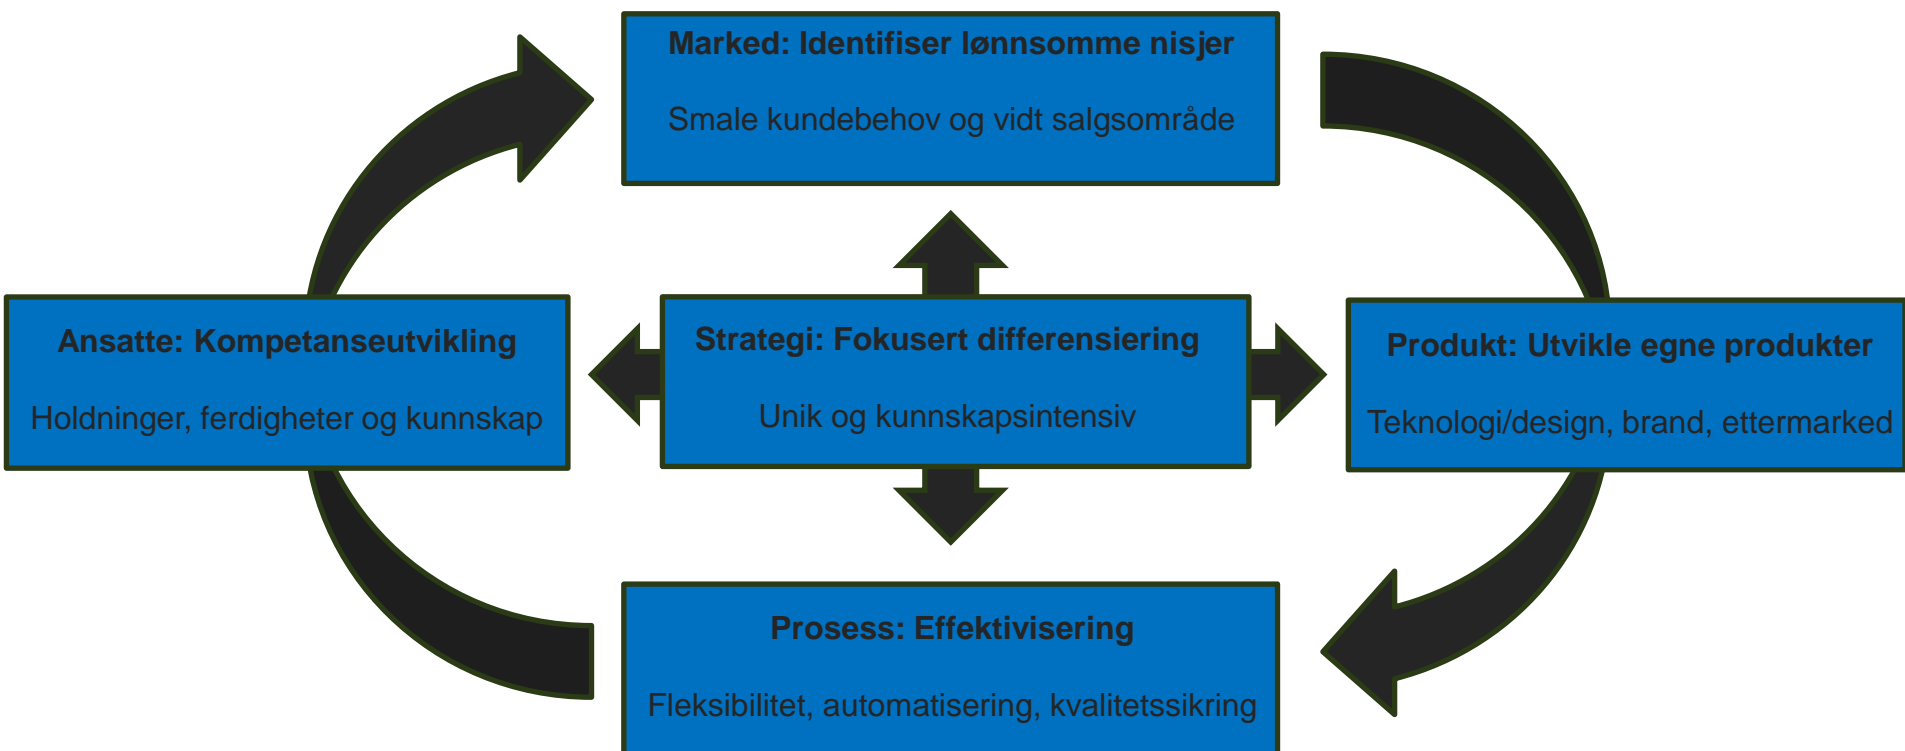 Marked: Identifiser lønnsomme nisjer
Smale kundebehov og vidt salgsområde
Ansatte: Kompetanseutvikling
Holdninger, ferdigheter og kunnskap
Strategi: Fokusert differensiering
Unik og kunnskapsintensiv
Produkt: Utvikle egne produkter
Teknologi/design, brand, ettermarked
Prosess: Effektivisering
Fleksibilitet, automatisering, kvalitetssikring